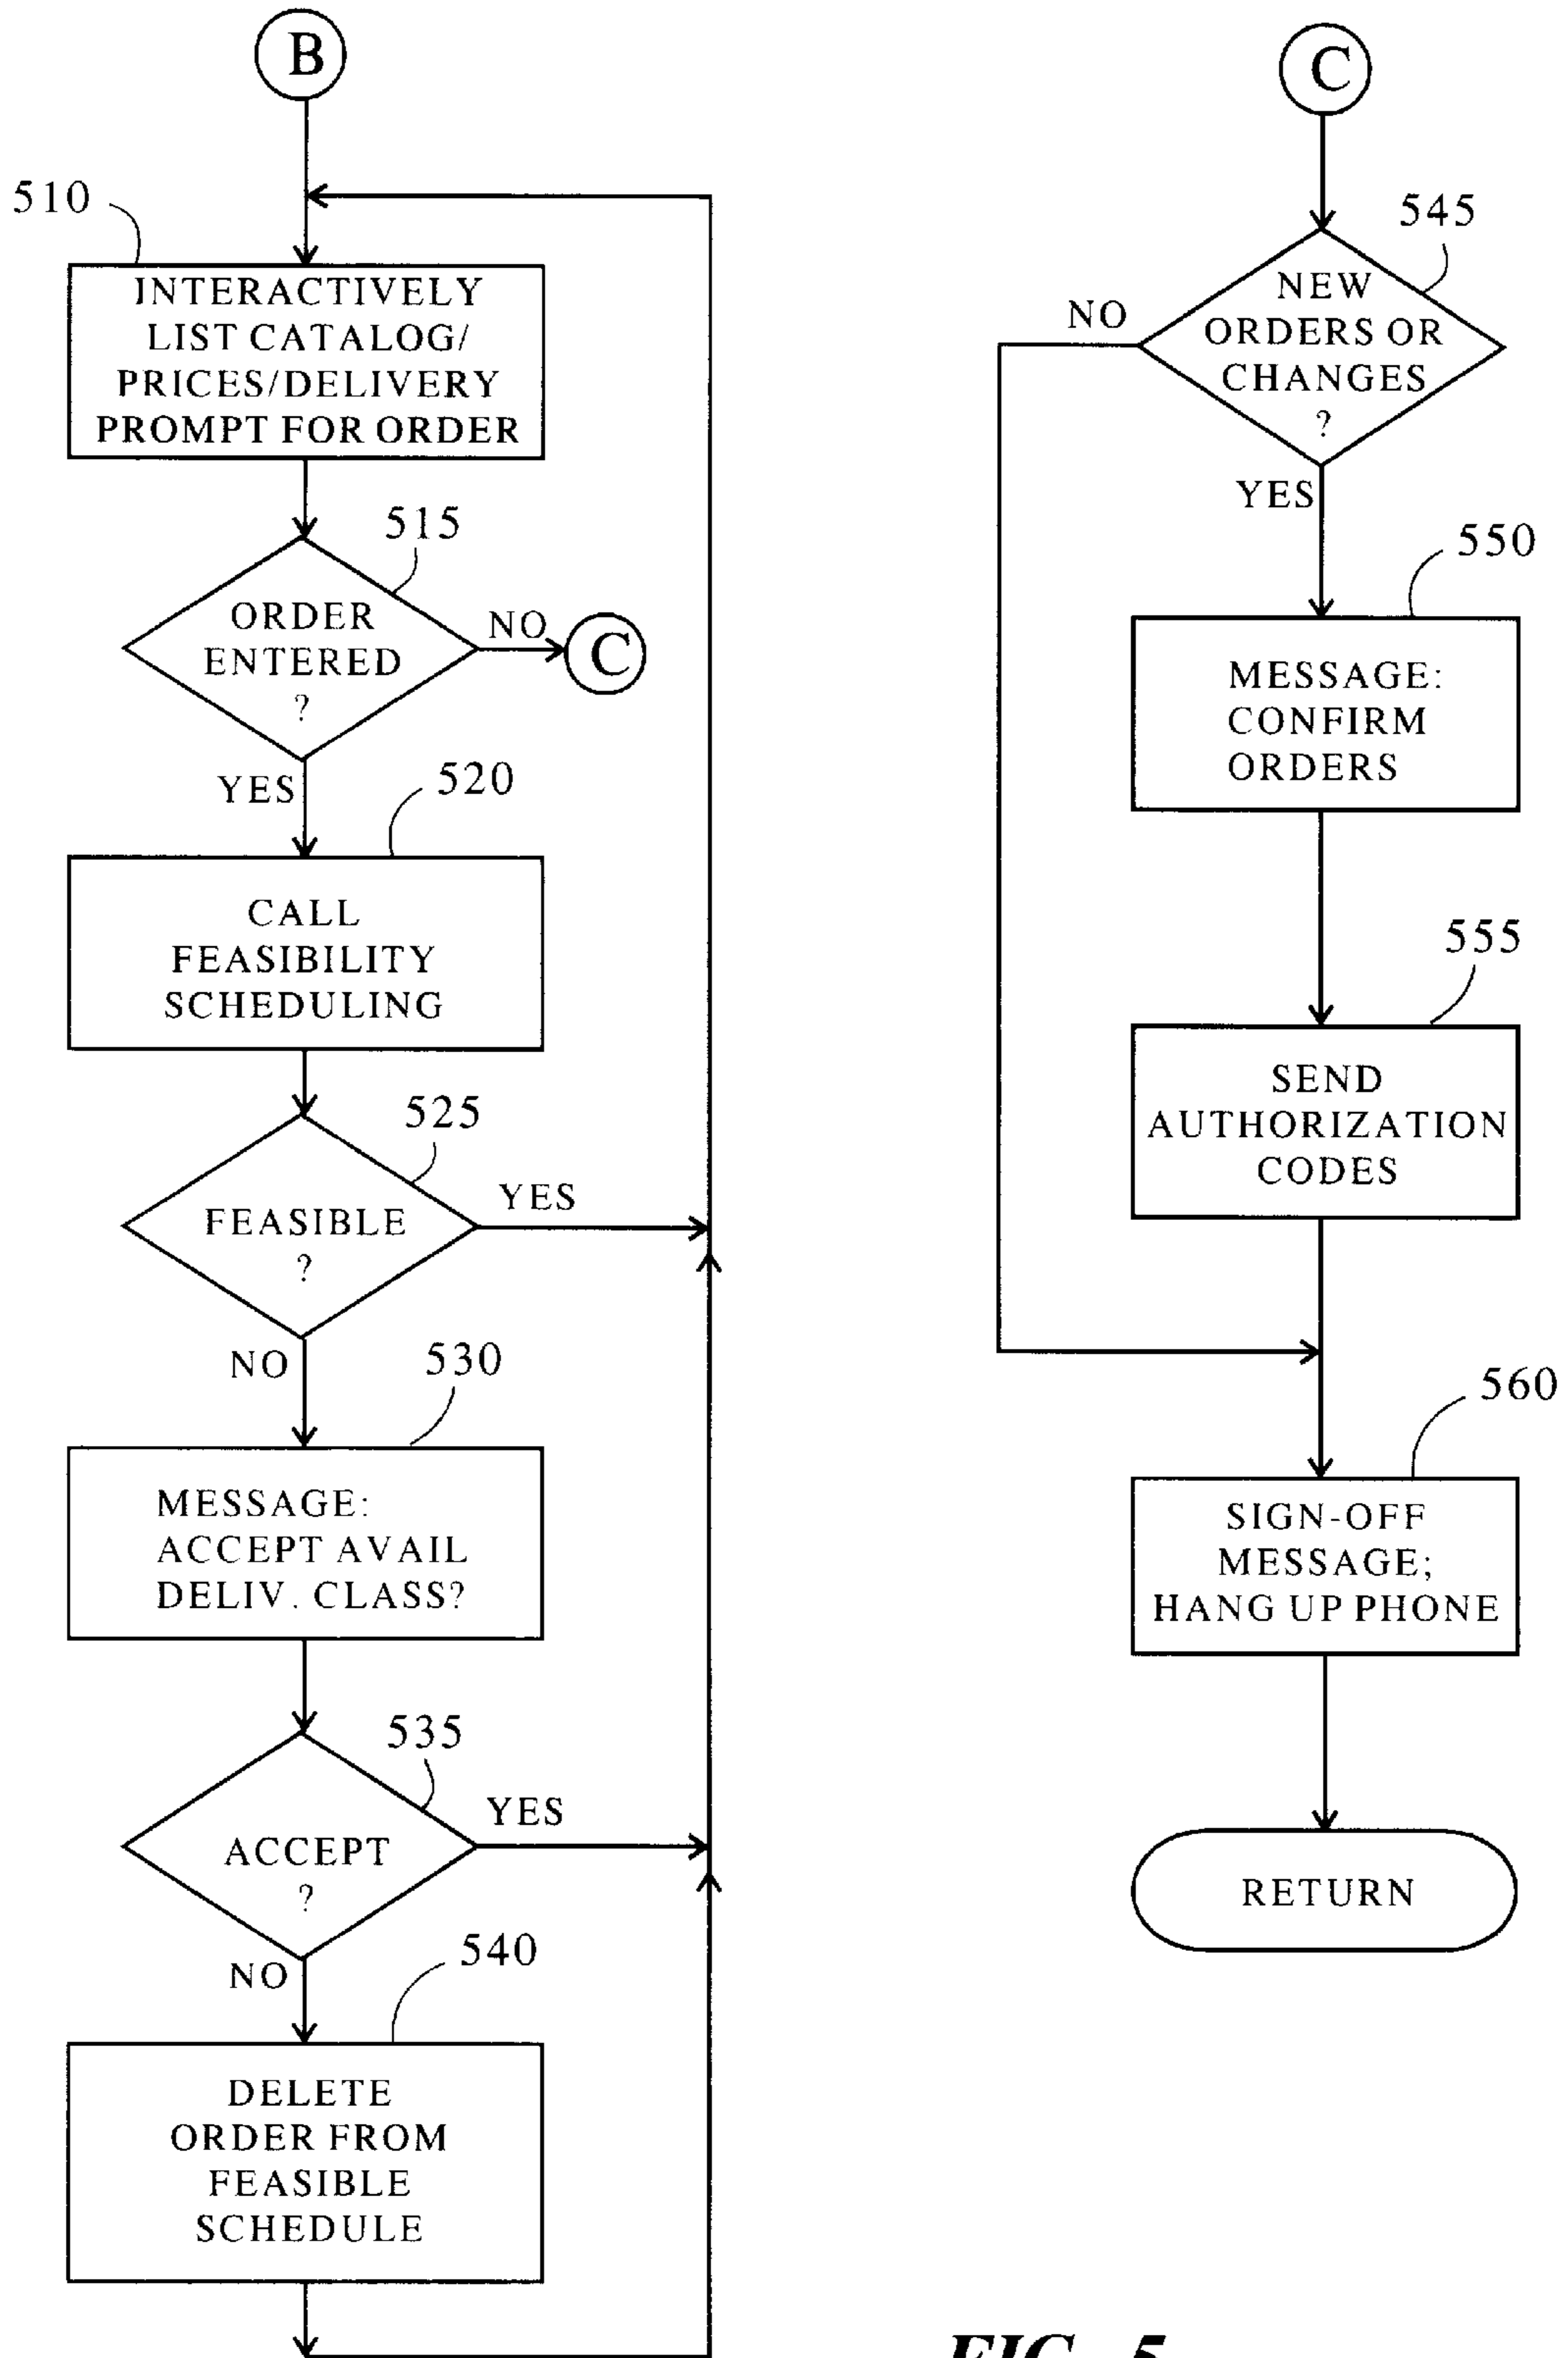 B
510
INTERACTIVELY
LIST CATALOG/
PRICES/DELIVERY
PROMPT FOR ORDER
515
ORDER
ENTERED
?
NO
C
YES
520
CALL
FEASIBILITY
SCHEDULING
525
FEASIBLE
?
YES
NO
530
MESSAGE:
ACCEPT AVAIL
DELIV. CLASS?
535
ACCEPT
?
YES
NO
540
DELETE
ORDER FROM
FEASIBLE
SCHEDULE
C
545
NEW
ORDERS OR
CHANGES
?
NO
YES
550
MESSAGE:
CONFIRM
ORDERS
555
SEND
AUTHORIZATION
CODES
560
SIGN-OFF
MESSAGE;
HANG UP PHONE
RETURN
FIG. 5